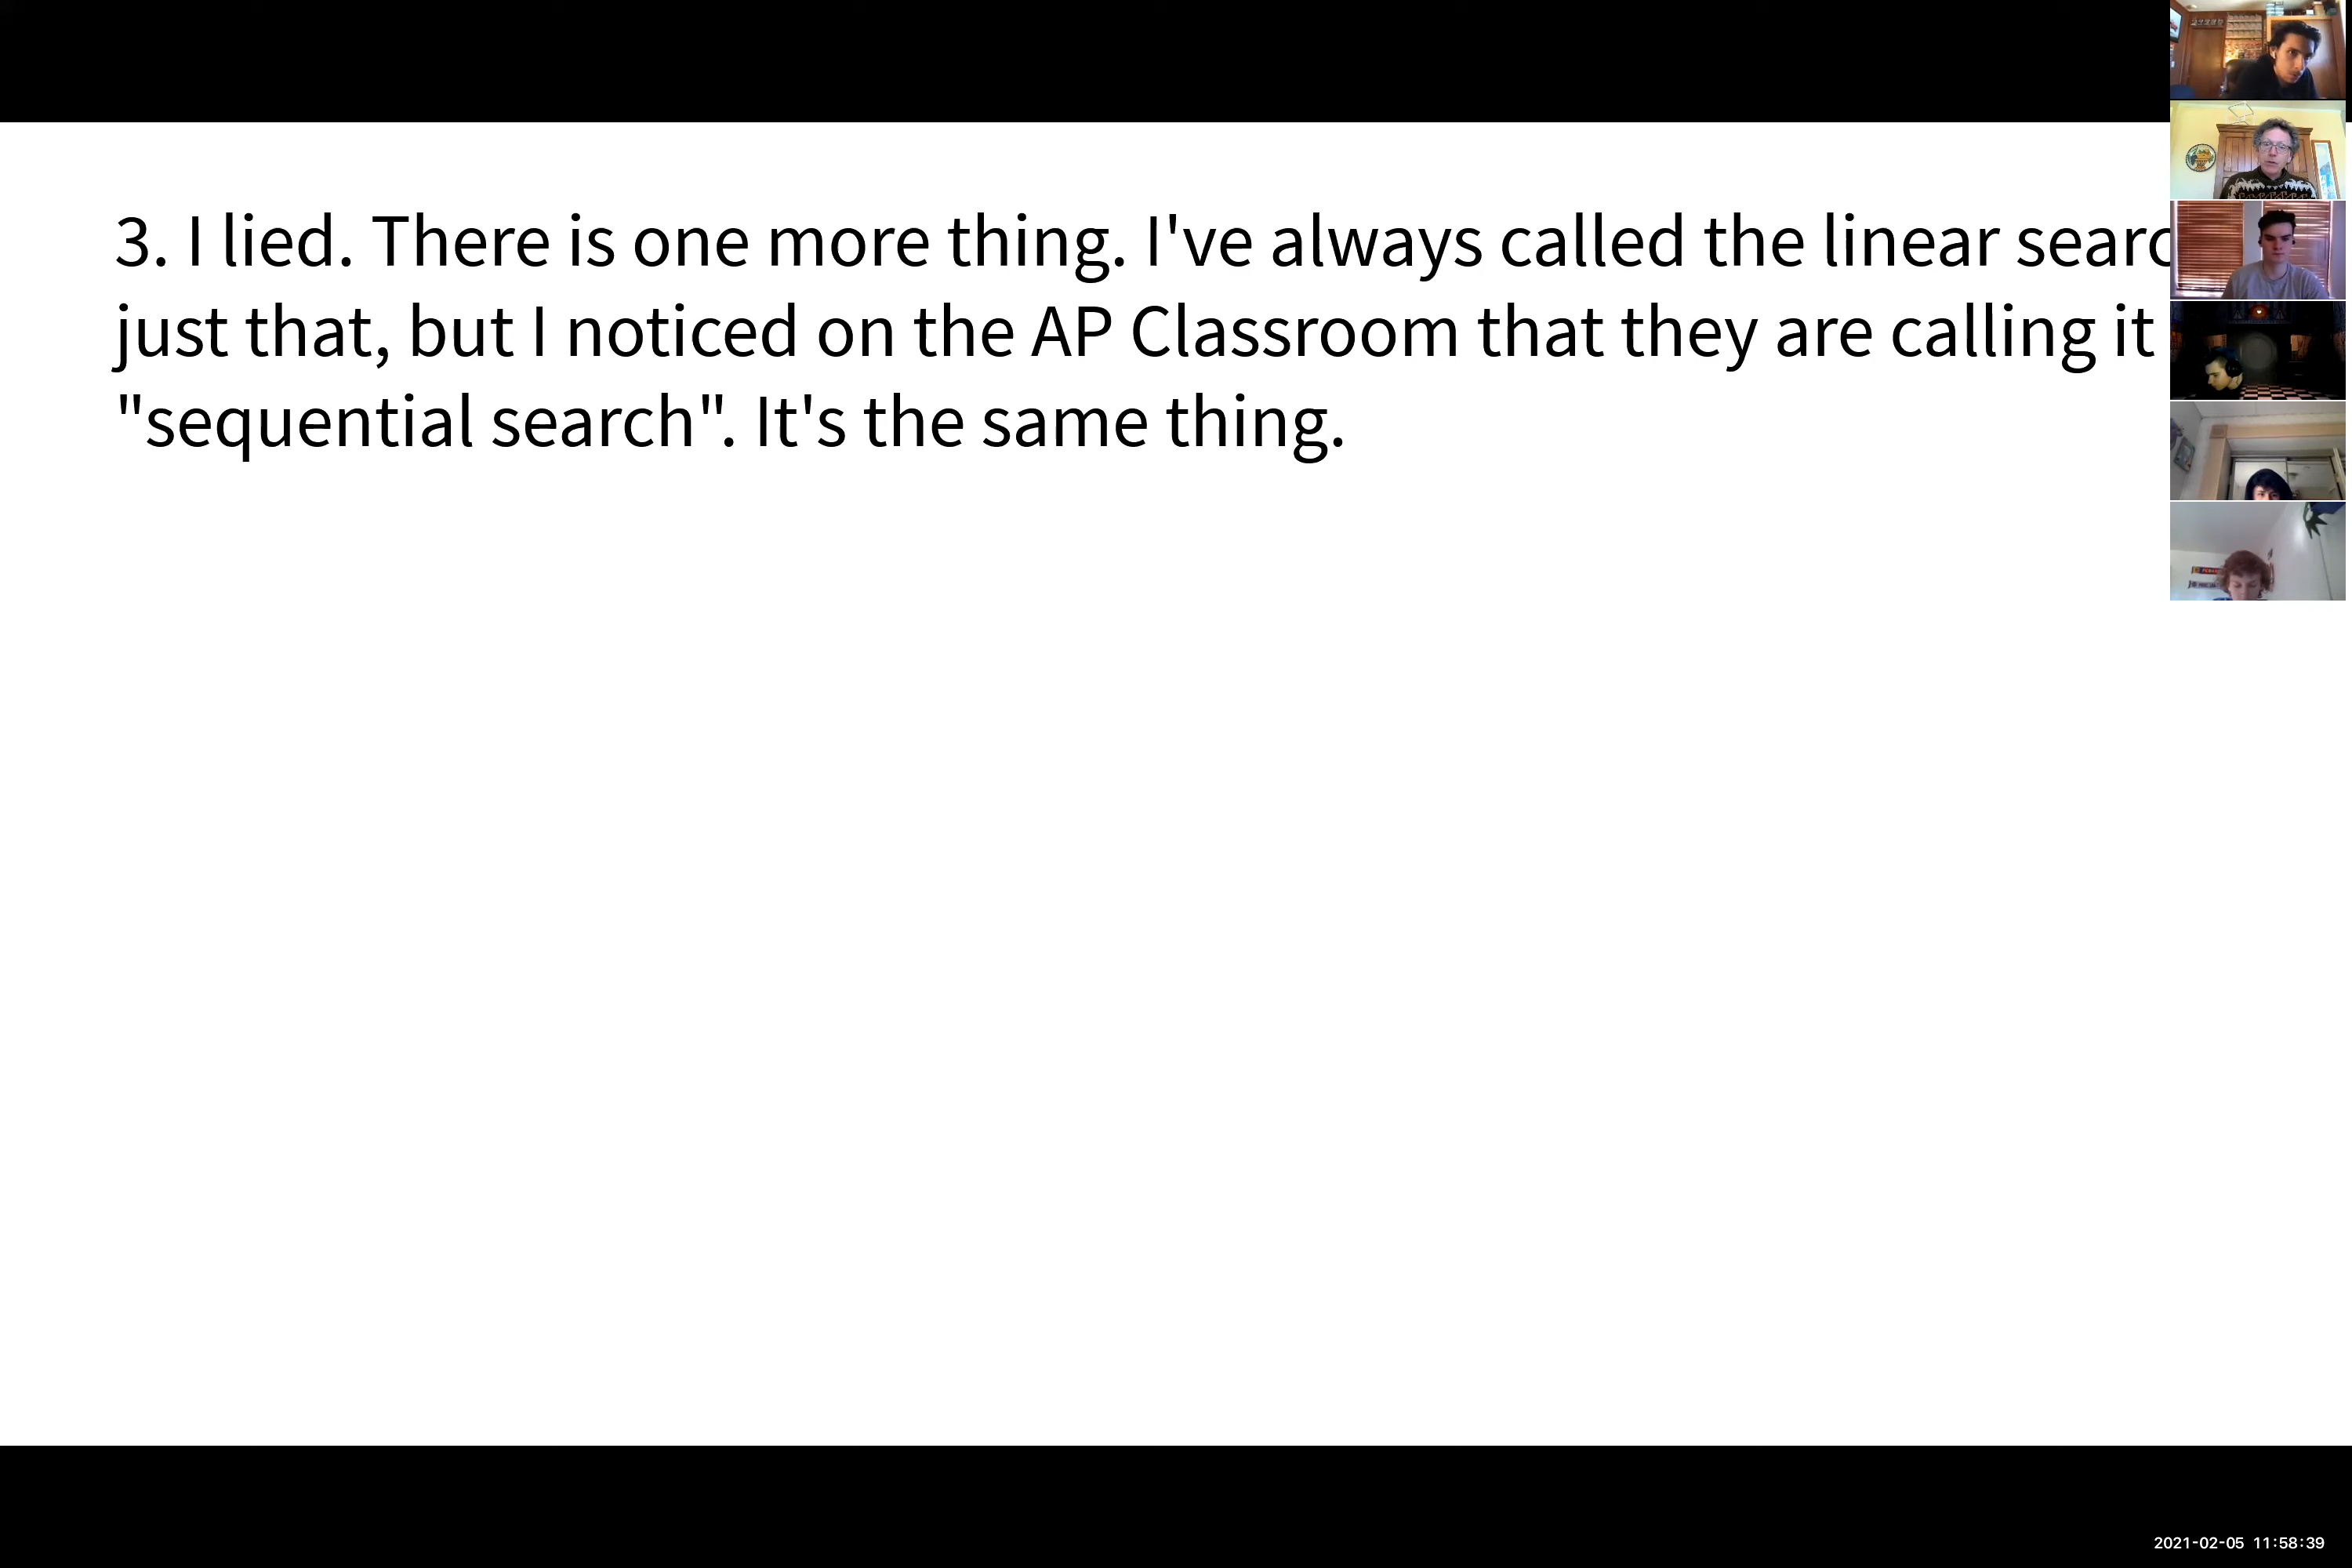 3. I lied. There is one more thing. I've always called the linear searc
just that, but I noticed on the AP Classroom that they are calling it
"sequential search". It's the same thing.
2021-02-05 11:58:39